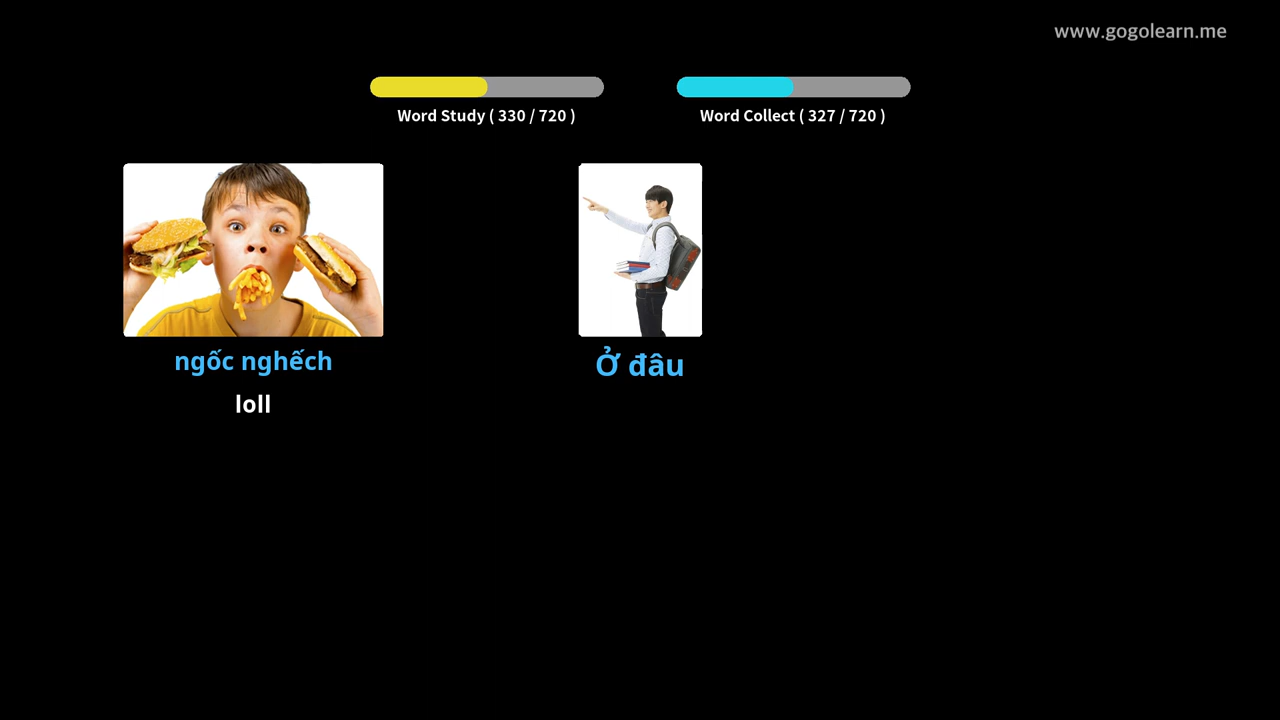 www.gogolearn.me
Word Study ( 330 / 720 )
Word Collect ( 327 / 720 )
ngốc nghếch
loll
Ở đâu